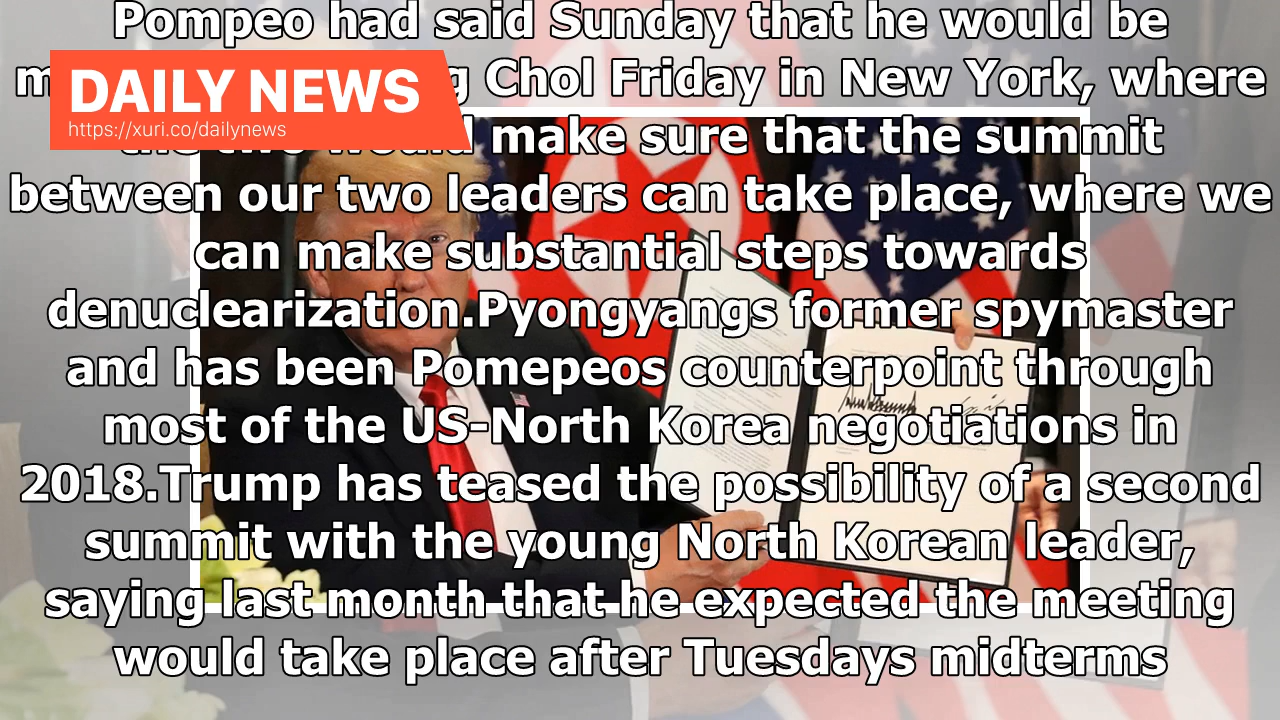 Pompeo had said Sunday that he would be
DAILY NEWS
https://xuri.co/dailynews
Chol Friday in New York, where
would make sure that the summit
between our two leaders can take place, where we
can make substantial steps towards
denuclearization.Pyongyangs former spymaster
and has been Pomepeos counterpoint through
most of the US-North Korea negotiations in
2018.Trump has teased the possibility of a second
summit with the young North Korean leader,
saying last month that he expected the meeting
would take place after Tuesdays midterms